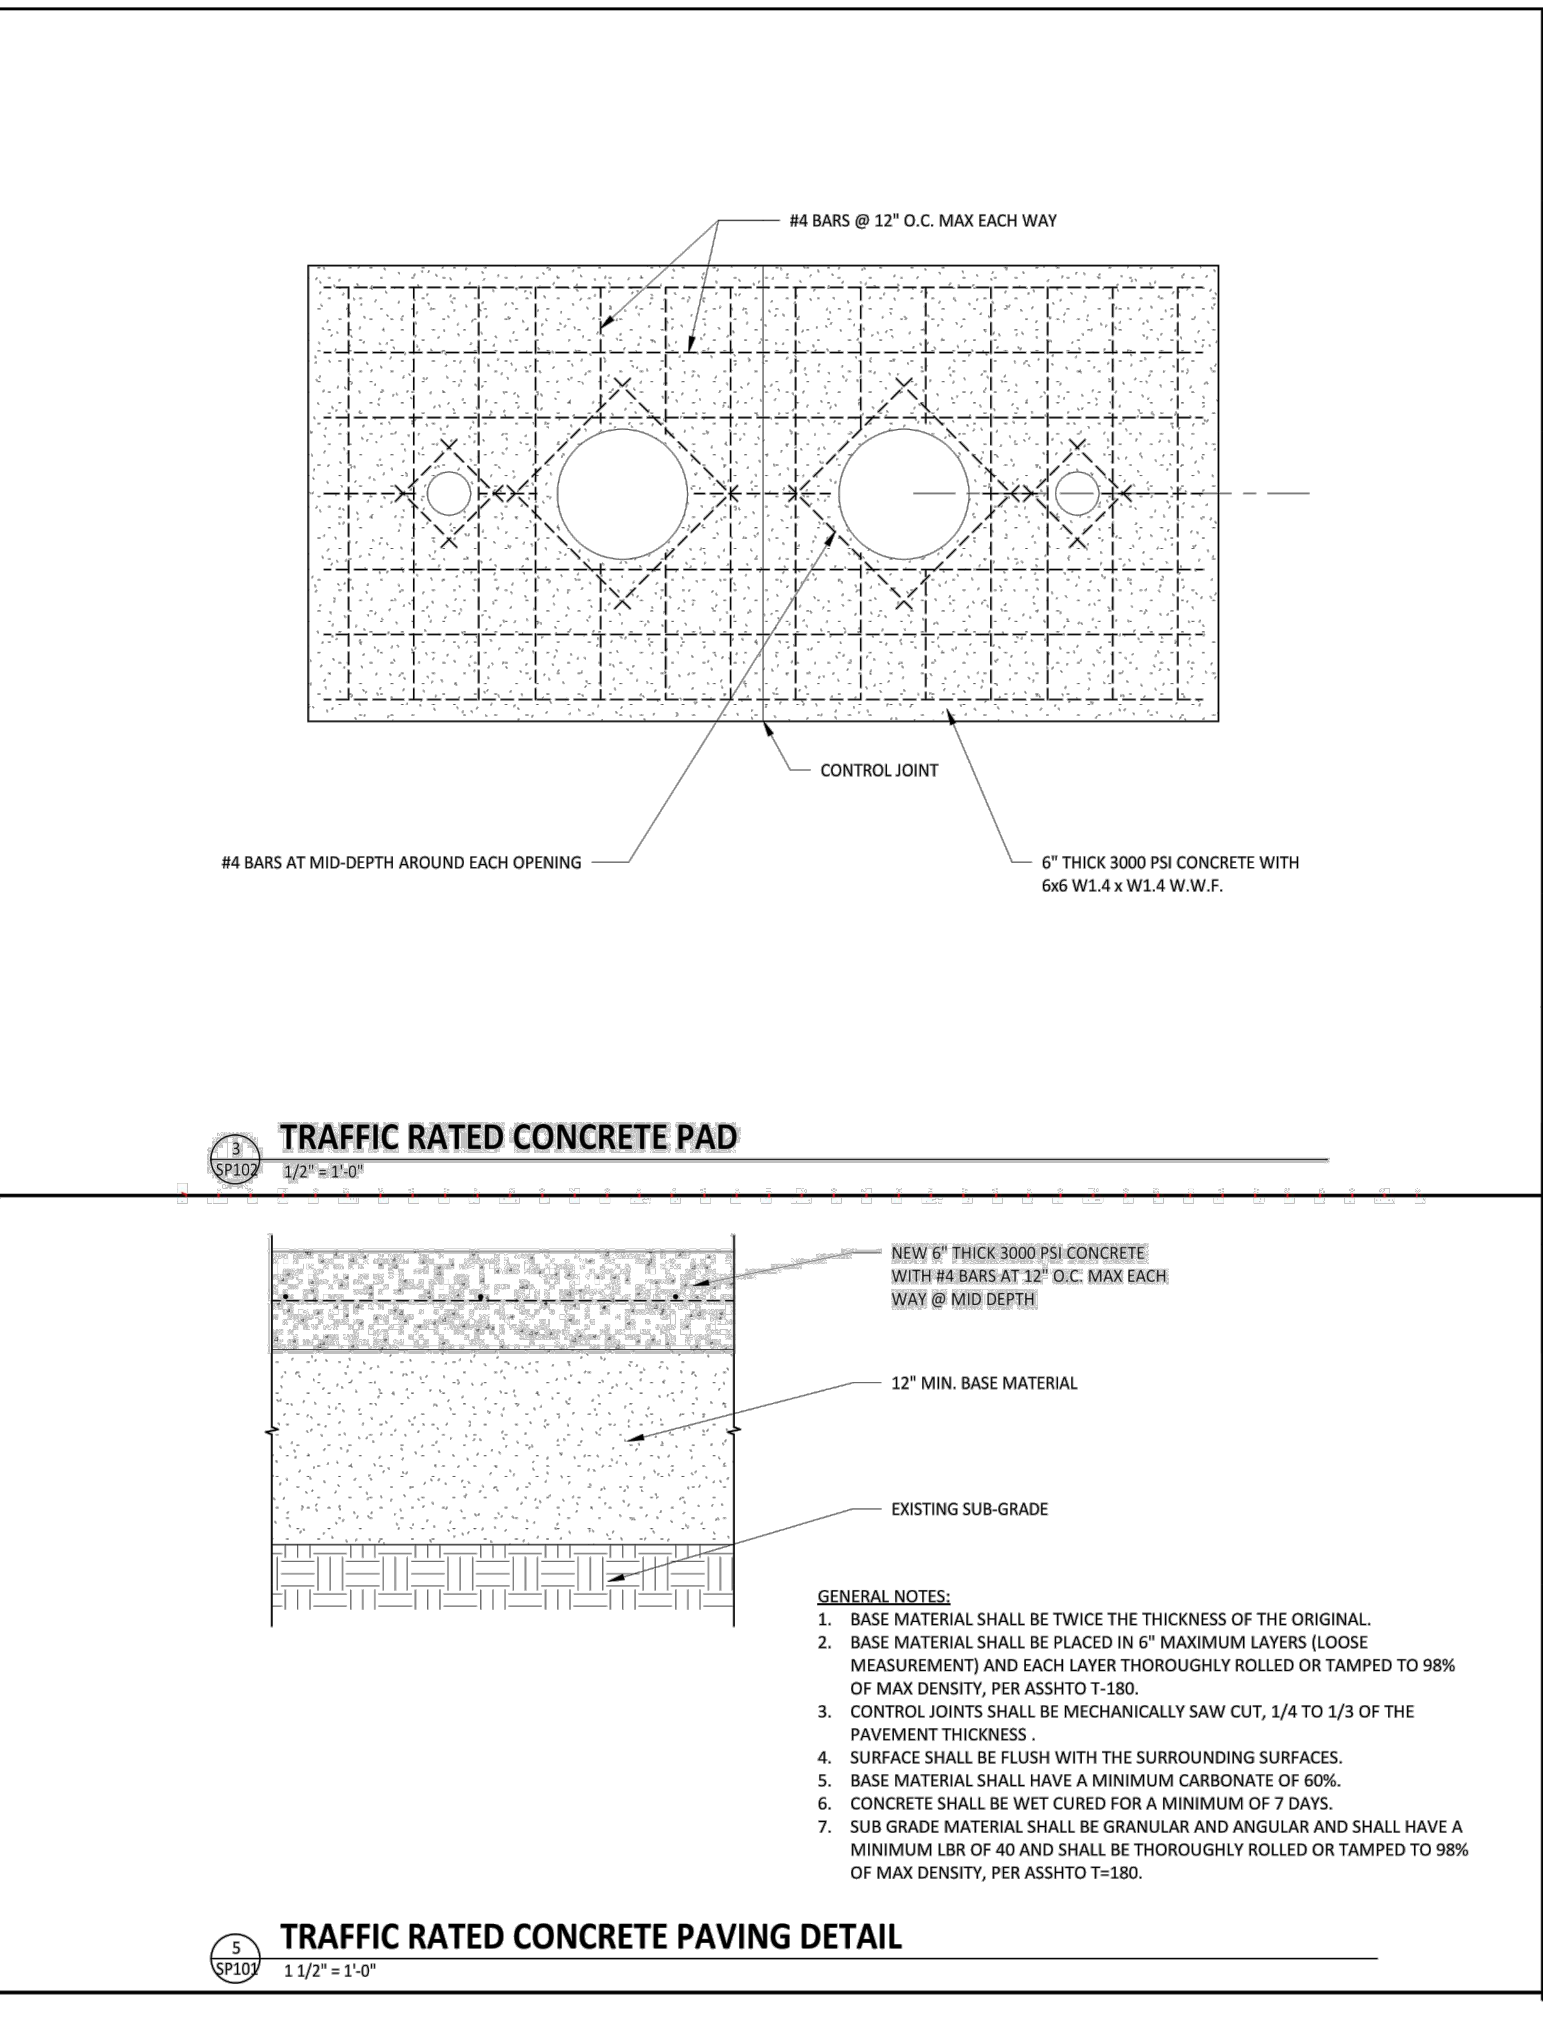 #4 BARS @ 12" O.C. MAX EACH WAY
CONTROL JOINT
#4 BARS AT MID-DEPTH AROUND EACH OPENING
6" THICK 3000 PSI CONCRETE WITH
6x6 W1.4 x W1.4 W.W.F.
3
SP102
TRAFFIC RATED CONCRETE PAD
1/2" = 1'-0"
NEW 6" THICK 3000 PSI CONCRETE
WITH #4 BARS AT 12" O.C. MAX EACH
WAY @ MID DEPTH
12" MIN. BASE MATERIAL
EXISTING SUB-GRADE
GENERAL NOTES:
1. BASE MATERIAL SHALL BE TWICE THE THICKNESS OF THE ORIGINAL.
2. BASE MATERIAL SHALL BE PLACED IN 6" MAXIMUM LAYERS (LOOSE
MEASUREMENT) AND EACH LAYER THOROUGHLY ROLLED OR TAMPED TO 98%
OF MAX DENSITY, PER ASSHTO T-180.
3. CONTROL JOINTS SHALL BE MECHANICALLY SAW CUT, 1/4 TO 1/3 OF THE
PAVEMENT THICKNESS .
4. SURFACE SHALL BE FLUSH WITH THE SURROUNDING SURFACES.
5. BASE MATERIAL SHALL HAVE A MINIMUM CARBONATE OF 60%.
6. CONCRETE SHALL BE WET CURED FOR A MINIMUM OF 7 DAYS.
7. SUB GRADE MATERIAL SHALL BE GRANULAR AND ANGULAR AND SHALL HAVE A
MINIMUM LBR OF 40 AND SHALL BE THOROUGHLY ROLLED OR TAMPED TO 98%
OF MAX DENSITY, PER ASSHTO T=180.
5
SP101
TRAFFIC RATED CONCRETE PAVING DETAIL
1 1/2" = 1'-0"